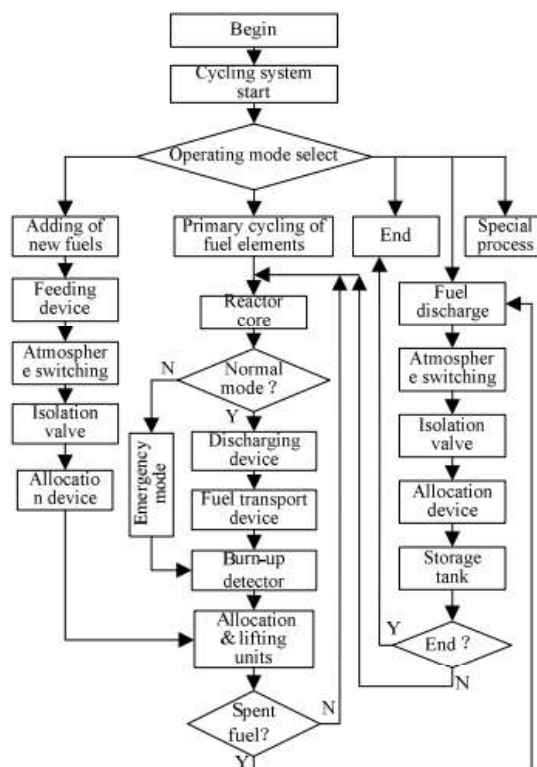 Begin
Cycling system
start
Operating mode select
Adding of
new fuels
Primary cycling of
fuel elements
End
Special
process
Feeding
device
Reactor
core
Fuel
discharge
Atmospher
e switching
N
Normal
mode ?
Y
Atmospher
e switching
Isolation
valve
Emergency
mode
Discharging
device
Isolation
valve
Allocatio
n device
Fuel transport
device
Allocation
device
Burn-up
detector
Storage
tank
Allocation
& lifting
units
Y
End ?
N
Spent
fuel?
N
Y